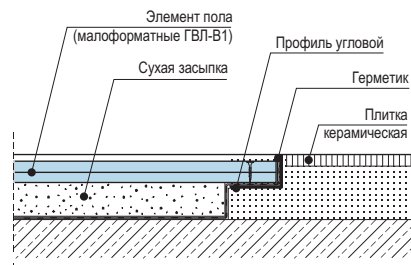 Элемент пола
(малоформатные ГВЛ-В1)
Профиль угловой
Сухая засыпка
Герметик
Плитка
керамическая